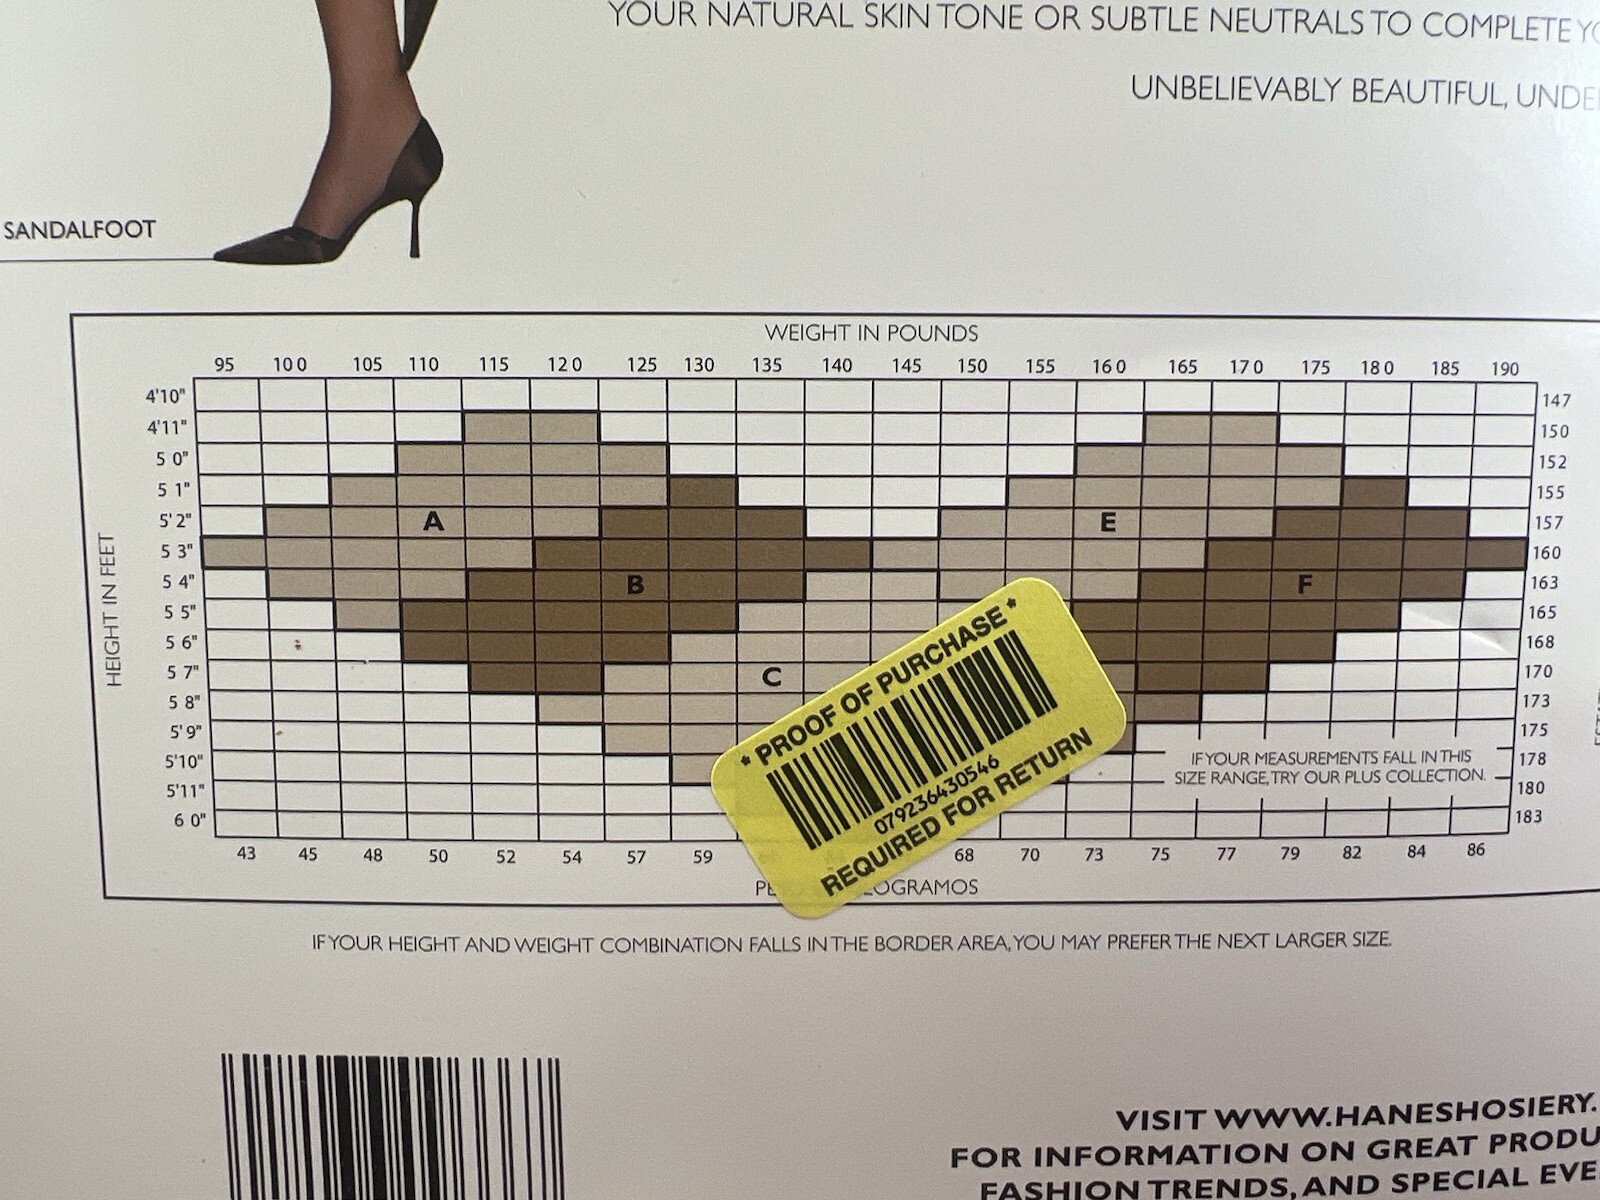 YOUR NATURAL SKIN TONE OR SUBTLE NEUTRALS TO COMPLETE
UNBELIEVABLY BEAUTIFUL,
SANDALFOOT
WEIGHT IN POUNDS
95 100 105 110 115 120 125 130 135 140 145 150 155 160 165 170 175 180 185 190
HEIGHT IN FEET
4'10" 147
4'11" 150
5 0" 152
5 1" 155
5'2" A E 157
5 3" 160
5 4" B F 163
5 5" 165
5 6" 168
5 7" C 170
5 8" 173
5'9" 175
5'10" 178
5'11" 180
6 0" 183
IF YOUR MEASUREMENTS FALL IN THIS
SIZE RANGE, TRY OUR PLUS COLLECTION.
* PROOF OF PURCHASE *
079236430546
REQUIRED FOR RETURN
43 45 48 50 52 54 57 59 68 70 73 75 77 79 82 84 86
IF YOUR HEIGHT AND WEIGHT COMBINATION FALLS IN THE BORDER AREA, YOU MAY PREFER THE NEXT LARGER SIZE.
VISIT WWW.HANESHOSIERY.
FOR INFORMATION ON GREAT
FASHION TRENDS, AND SPECIAL